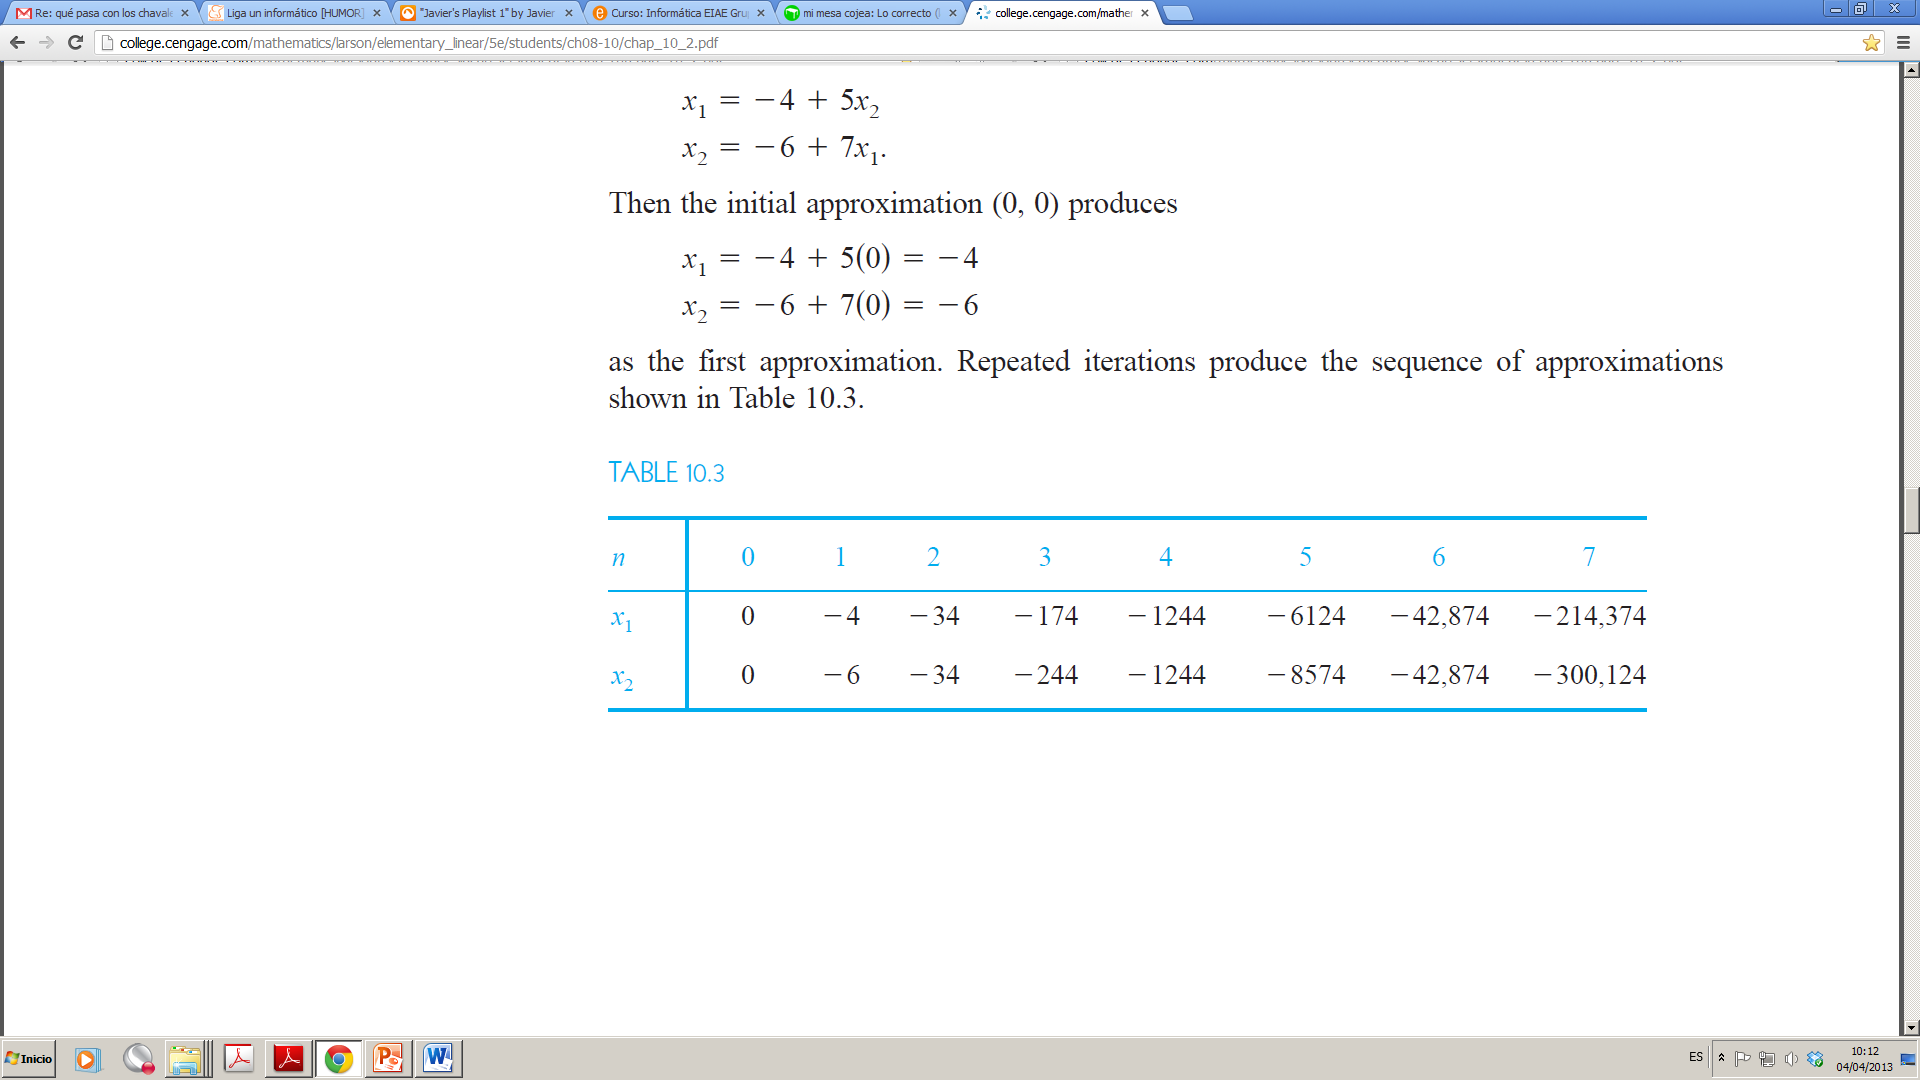 Re: qué pasa con los chaval
Liga un informático [HUMOR]
"Javier's Playlist 1" by Javier
Curso: Informática EIAE Gru
mi mesa cojea: Lo correcto (
college.cengage.com/mathe
college.cengage.com/mathematics/larson/elementary_linear/5e/students/ch08-10/chap_10_2.pdf
x₁ = −4 + 5x₂
x₂ = −6 + 7x₁.
Then the initial approximation (0, 0) produces
x₁ = −4 + 5(0) = −4
x₂ = −6 + 7(0) = −6
as the first approximation. Repeated iterations produce the sequence of approximations
shown in Table 10.3.
TABLE 10.3
n 0 1 2 3 4 5 6 7
x₁ 0 −4 −34 −174 −1244 −6124 −42,874 −214,374
x₂ 0 −6 −34 −244 −1244 −8574 −42,874 −300,124
Inicio
ES
10:12
04/04/2013